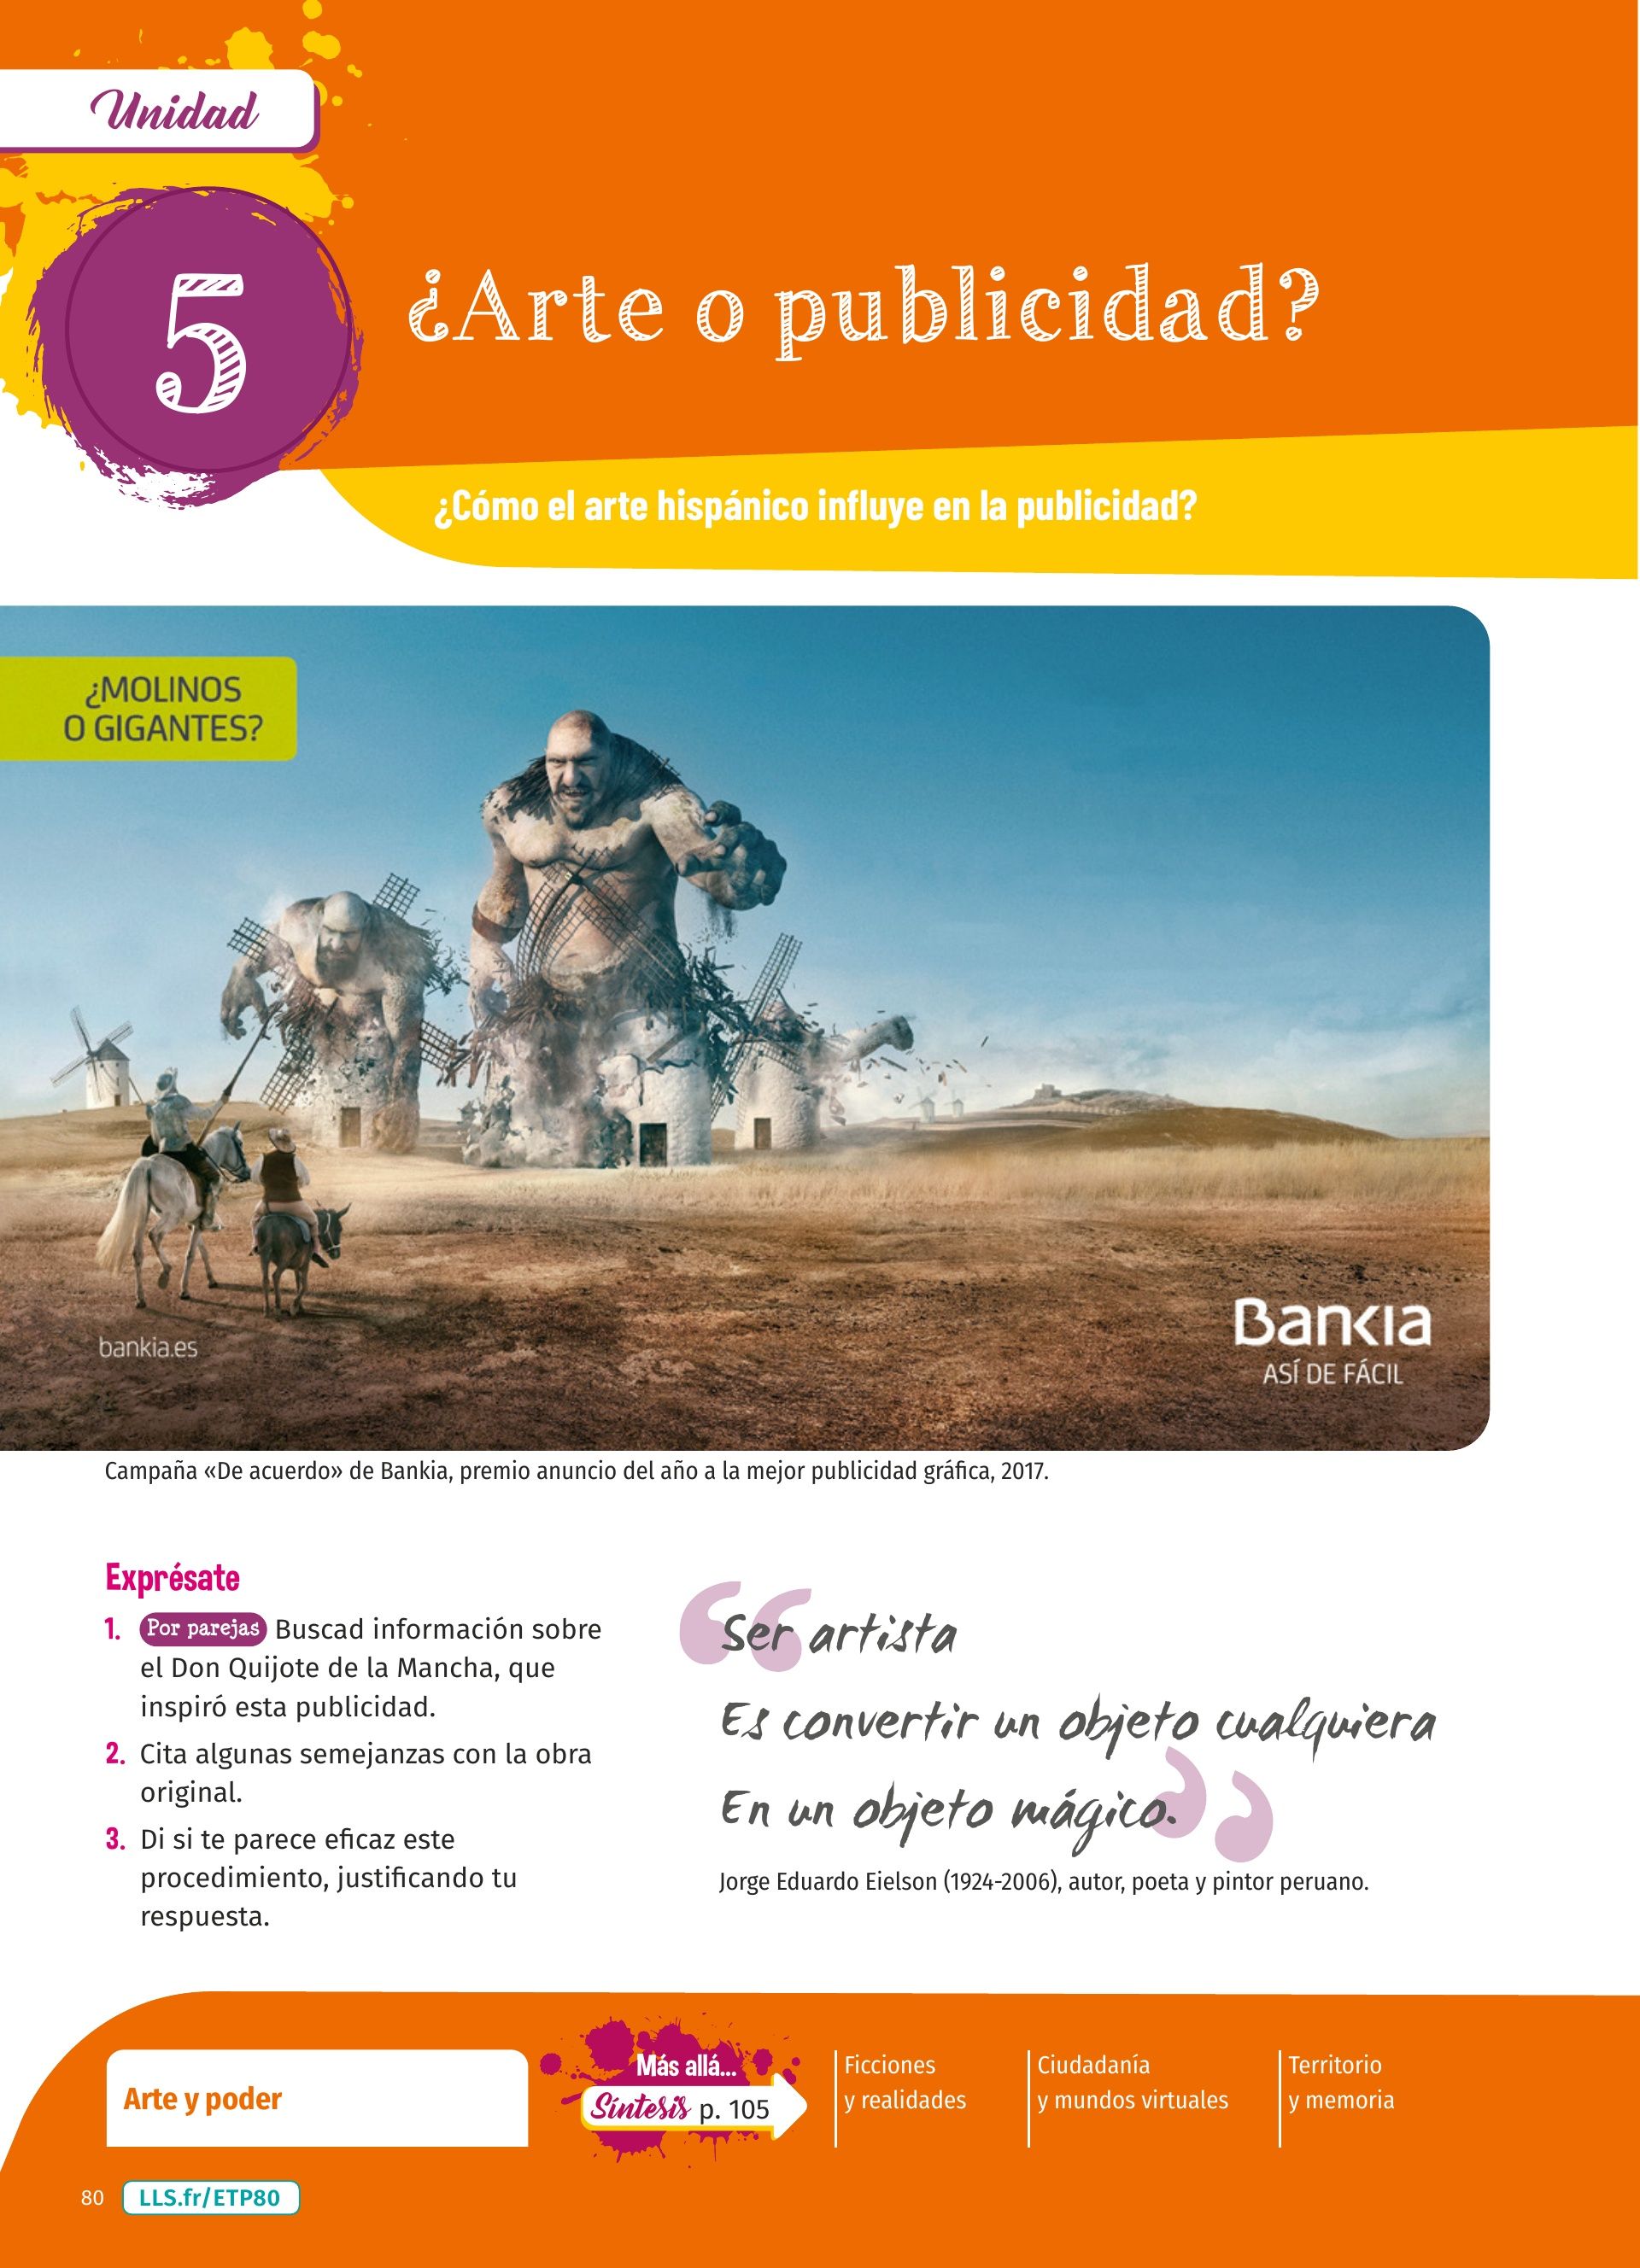 Unidad
5
¿Arte o publicidad?
¿Cómo el arte hispánico influye en la publicidad?
¿MOLINOS
O GIGANTES?
bankia.es
Bankia
ASÍ DE FÁCIL
Campaña «De acuerdo» de Bankia, premio anuncio del año a la mejor publicidad gráfica, 2017.
Exprésate
1. Por parejas Buscad información sobre
el Don Quijote de la Mancha, que
inspiró esta publicidad.
2. Cita algunas semejanzas con la obra
original.
3. Di si te parece eficaz este
procedimiento, justificando tu
respuesta.
“Ser artista
Es convertir un objeto cualquiera
En un objeto mágico.”
Jorge Eduardo Eielson (1924-2006), autor, poeta y pintor peruano.
Arte y poder
Más allá...
Síntesis p. 105
Ficciones
y realidades
Ciudadanía
y mundos virtuales
Territorio
y memoria
80
LLS.fr/ETP80